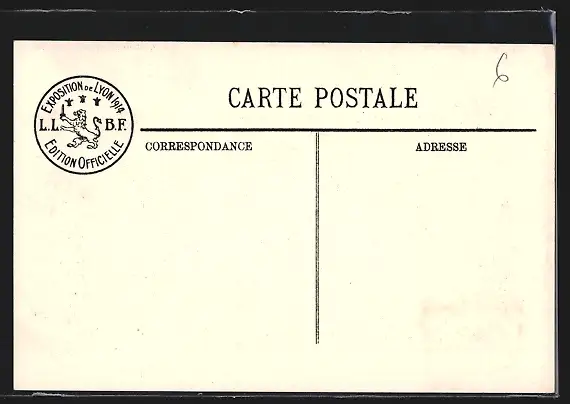 EXPOSITION DE LYON 1914
L.L. B.F.
EDITION OFFICIELLE
6
CARTE POSTALE
CORRESPONDANCE
ADRESSE